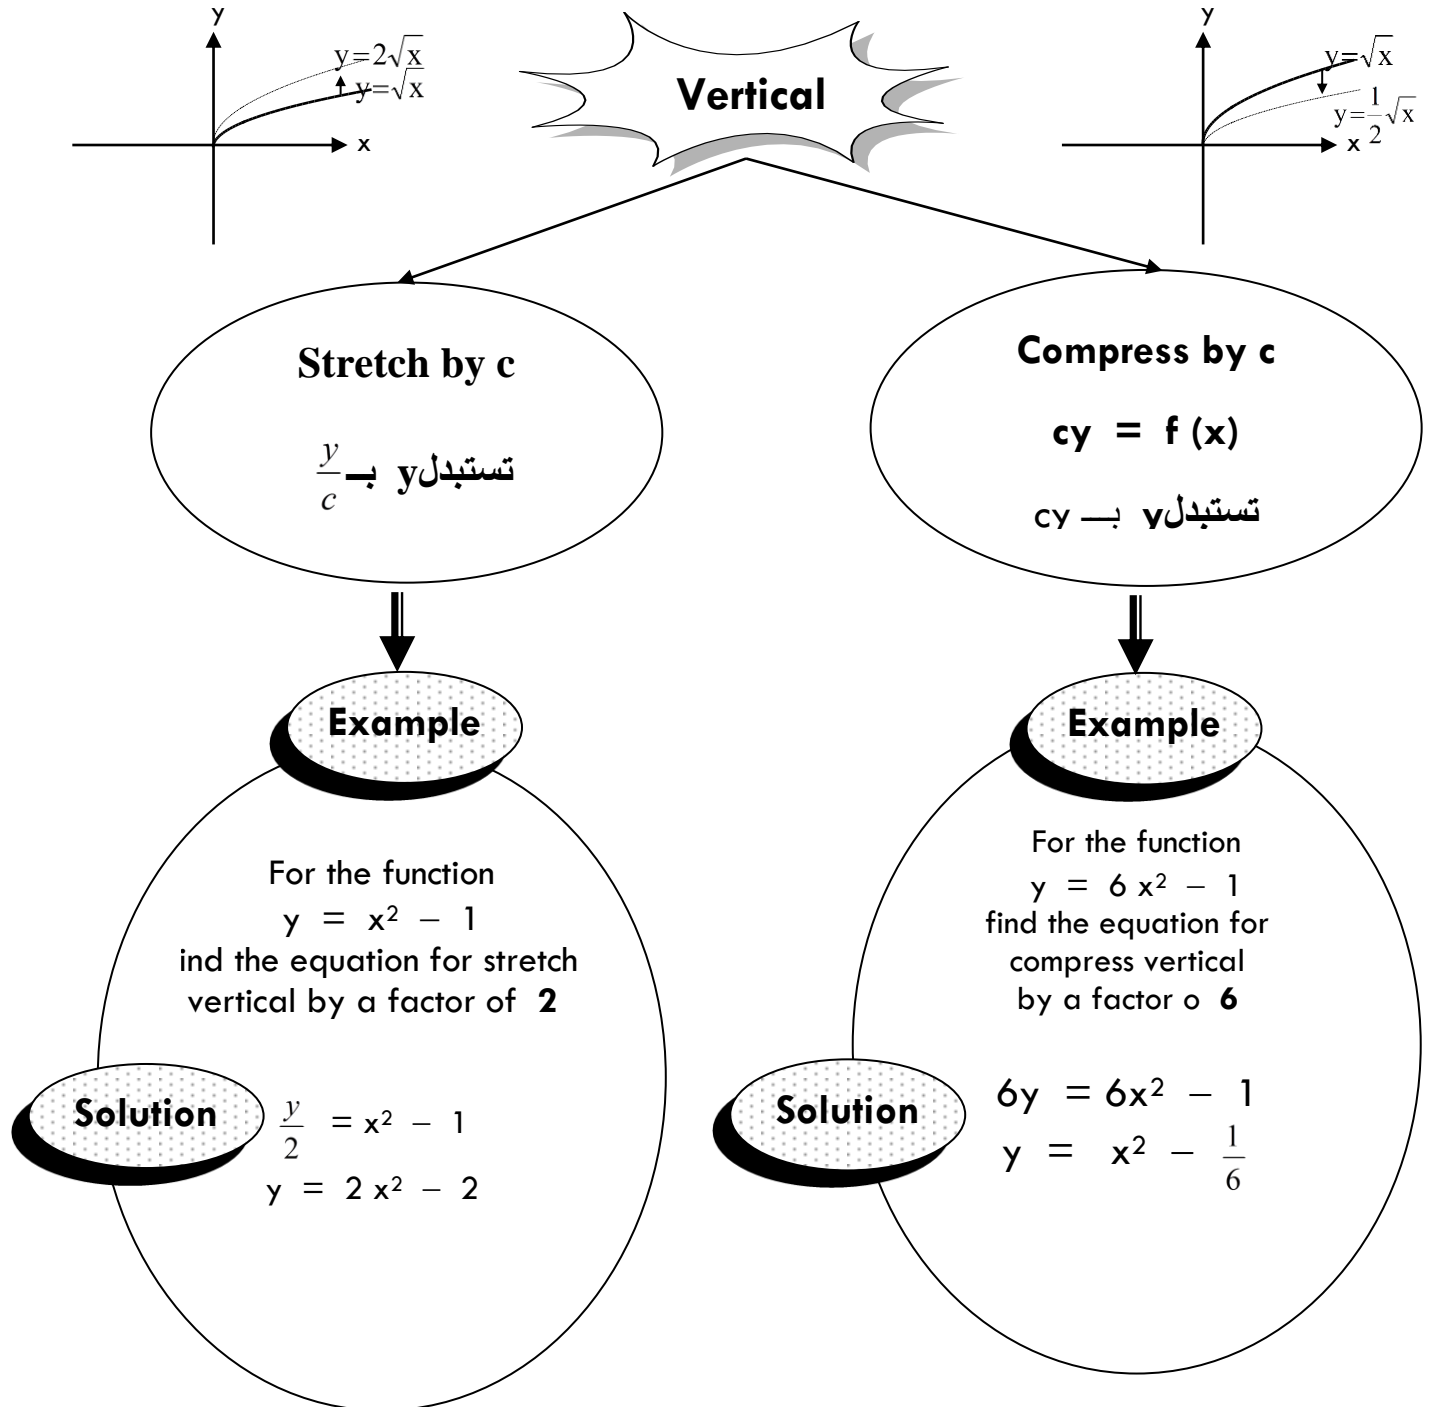 y
y=2√x
y=√x
x
Vertical
y
y=√x
y=1/2√x
x
Stretch by c
تستبدل y بـ y/c
Compress by c
cy = f (x)
تستبدل y بـ cy
Example
For the function
y = x² – 1
ind the equation for stretch
vertical by a factor of 2
Solution
y/2 = x² – 1
y = 2 x² – 2
Example
For the function
y = 6 x² – 1
find the equation for
compress vertical
by a factor o 6
Solution
6y = 6x² – 1
y = x² – 1/6